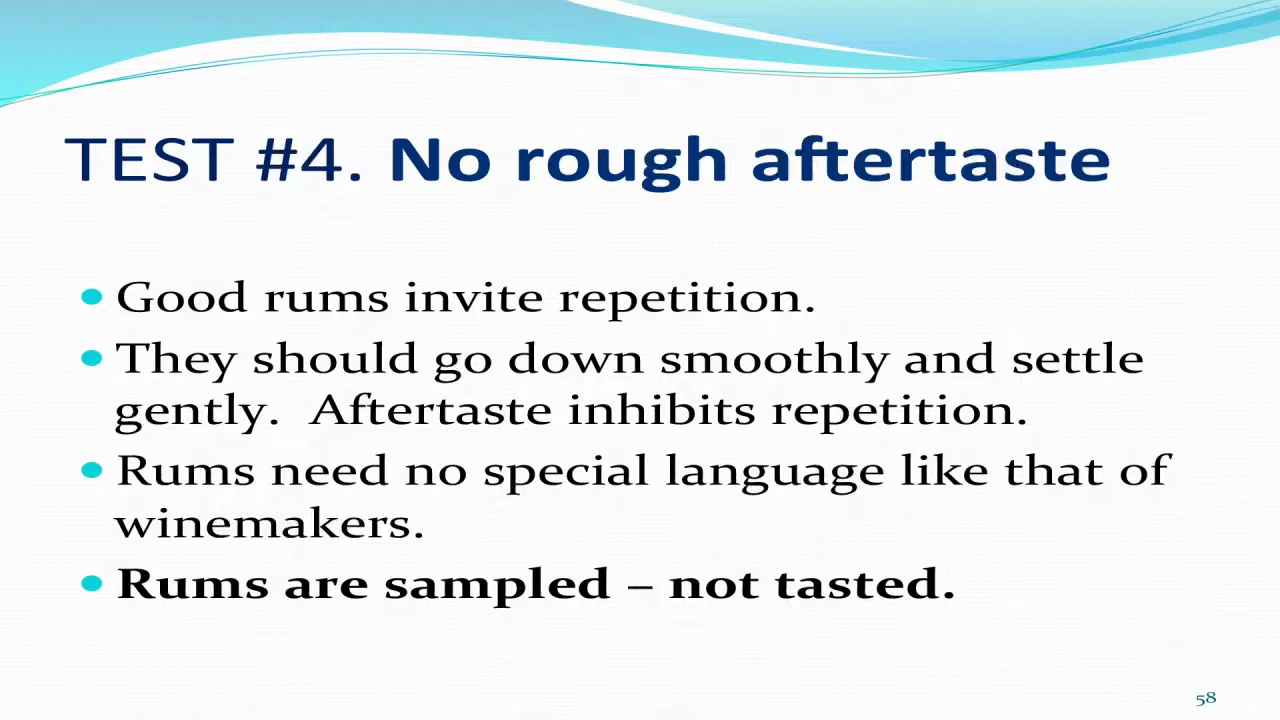 TEST #4. No rough aftertaste
Good rums invite repetition.
They should go down smoothly and settle
gently.  Aftertaste inhibits repetition.
Rums need no special language like that of
winemakers.
Rums are sampled – not tasted.
58